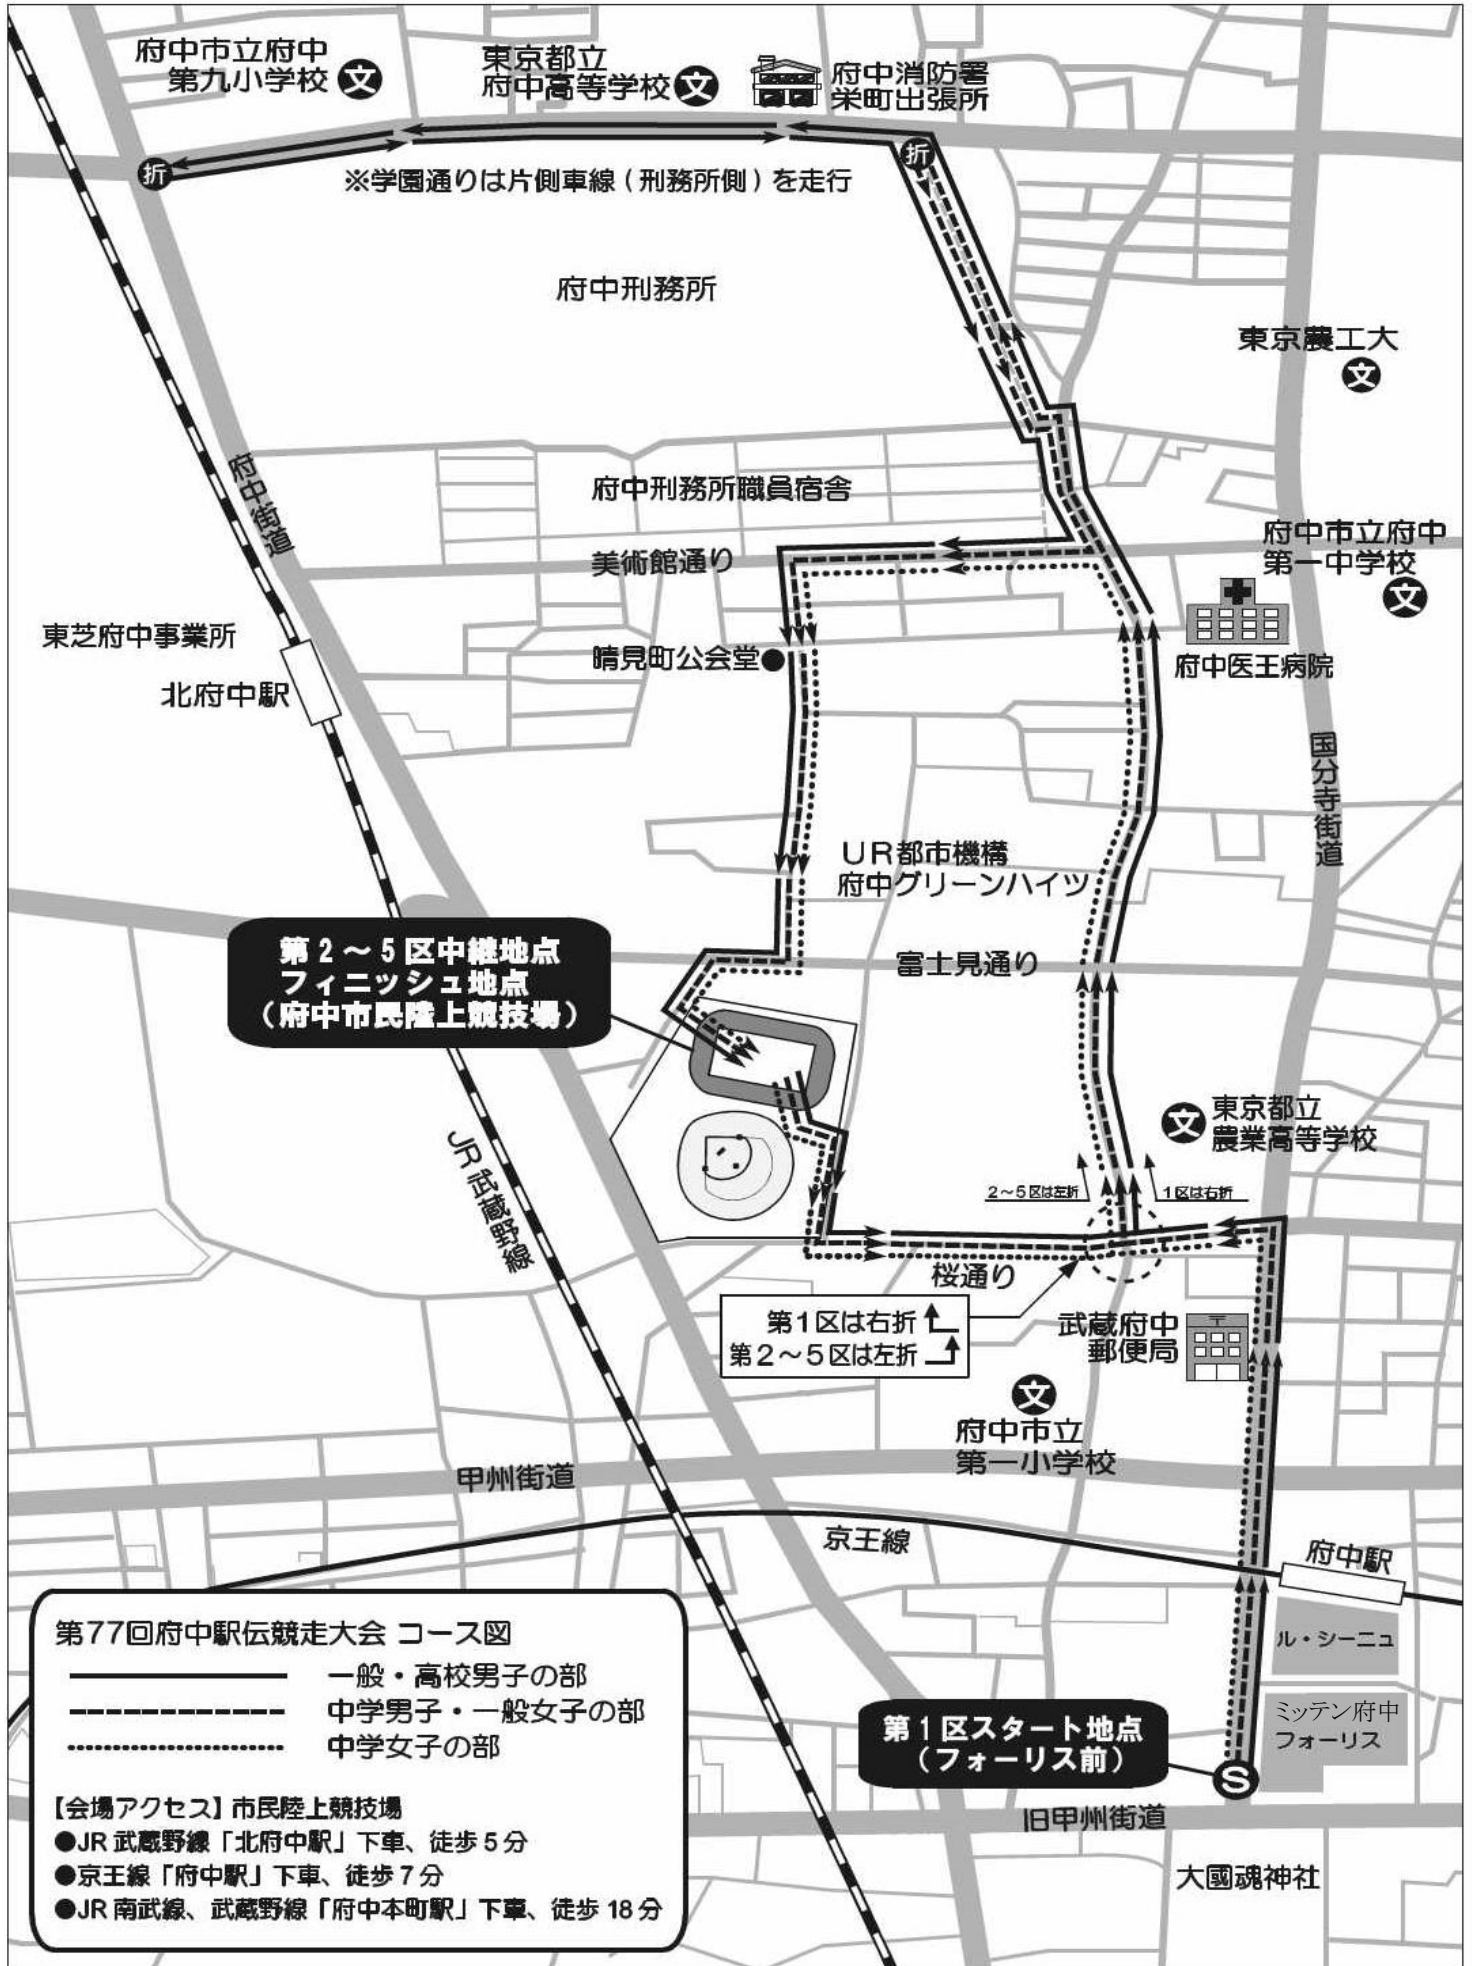 府中市立府中
第九小学校
文
東京都立
府中高等学校
文
府中消防署
栄町出張所
折
折
※学園通りは片側車線（刑務所側）を走行
府中刑務所
東京農工大
文
府中街道
府中刑務所職員宿舎
府中市立府中
第一中学校
文
美術館通り
東芝府中事業所
北府中駅
晴見町公会堂
府中医王病院
国分寺街道
UR都市機構
府中グリーンハイツ
第２～５区中継地点
フィニッシュ地点
（府中市民陸上競技場）
富士見通り
JR武蔵野線
文
東京都立
農業高等学校
2～5区は左折
1区は右折
桜通り
第1区は右折
第2～5区は左折
武蔵府中
郵便局
〒
文
府中市立
第一小学校
甲州街道
京王線
府中駅
ル・シーニュ
ミッテン府中
フォーリス
第１区スタート地点
（フォーリス前）
S
旧甲州街道
大國魂神社
第77回府中駅伝競走大会 コース図
一般・高校男子の部
中学男子・一般女子の部
中学女子の部
【会場アクセス】市民陸上競技場
●JR 武蔵野線「北府中駅」下車、徒歩５分
●京王線「府中駅」下車、徒歩７分
●JR 南武線、武蔵野線「府中本町駅」下車、徒歩 18 分